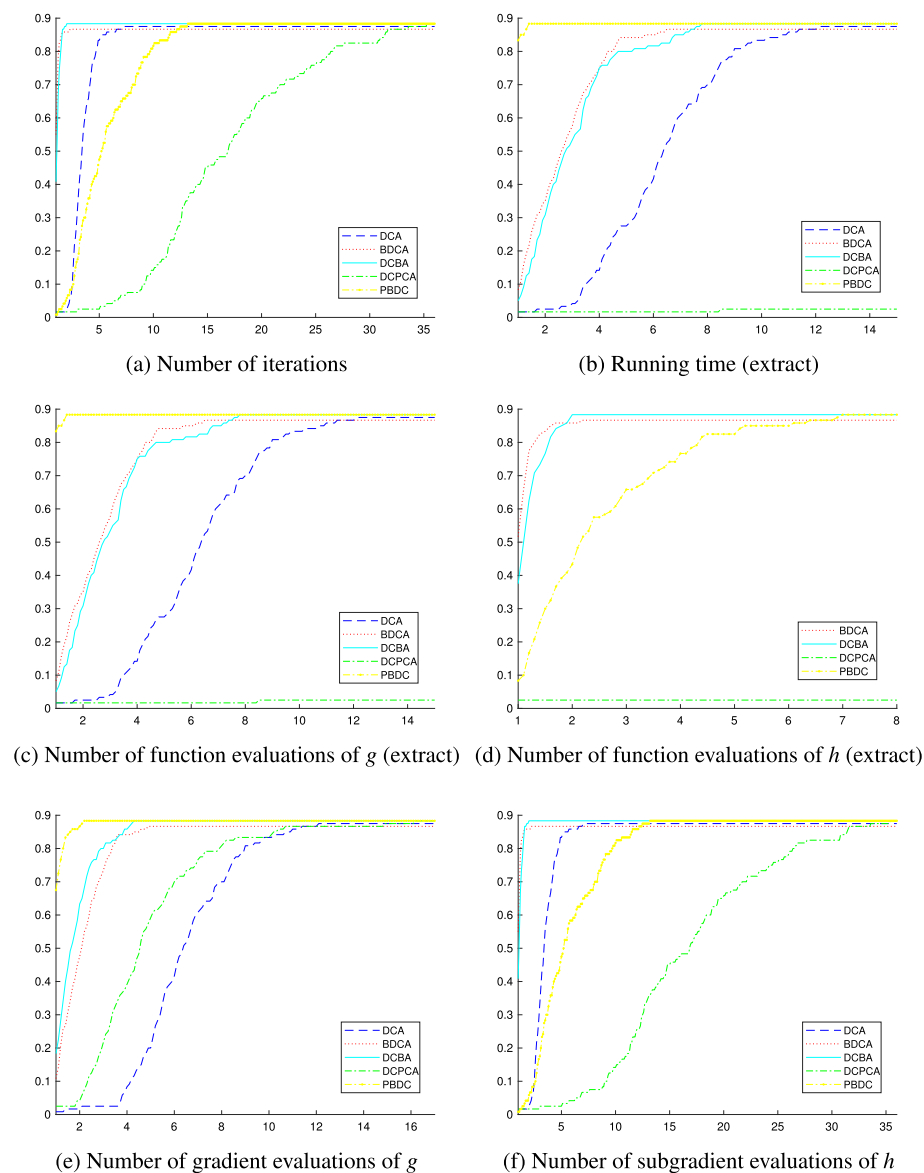 0.9
0.8
0.7
0.6
0.5
0.4
0.3
0.2
0.1
0
5 10 15 20 25 30 35
DCA
BDCA
DCBA
DCPCA
PBDC
(a) Number of iterations
0.9
0.8
0.7
0.6
0.5
0.4
0.3
0.2
0.1
0
2 4 6 8 10 12 14
DCA
BDCA
DCBA
DCPCA
PBDC
(b) Running time (extract)
0.9
0.8
0.7
0.6
0.5
0.4
0.3
0.2
0.1
0
2 4 6 8 10 12 14
DCA
BDCA
DCBA
DCPCA
PBDC
(c) Number of function evaluations of g (extract)
0.9
0.8
0.7
0.6
0.5
0.4
0.3
0.2
0.1
0
1 2 3 4 5 6 7 8
BDCA
DCBA
DCPCA
PBDC
(d) Number of function evaluations of h (extract)
0.9
0.8
0.7
0.6
0.5
0.4
0.3
0.2
0.1
0
2 4 6 8 10 12 14 16
DCA
BDCA
DCBA
DCPCA
PBDC
(e) Number of gradient evaluations of g
0.9
0.8
0.7
0.6
0.5
0.4
0.3
0.2
0.1
0
5 10 15 20 25 30 35
DCA
BDCA
DCBA
DCPCA
PBDC
(f) Number of subgradient evaluations of h